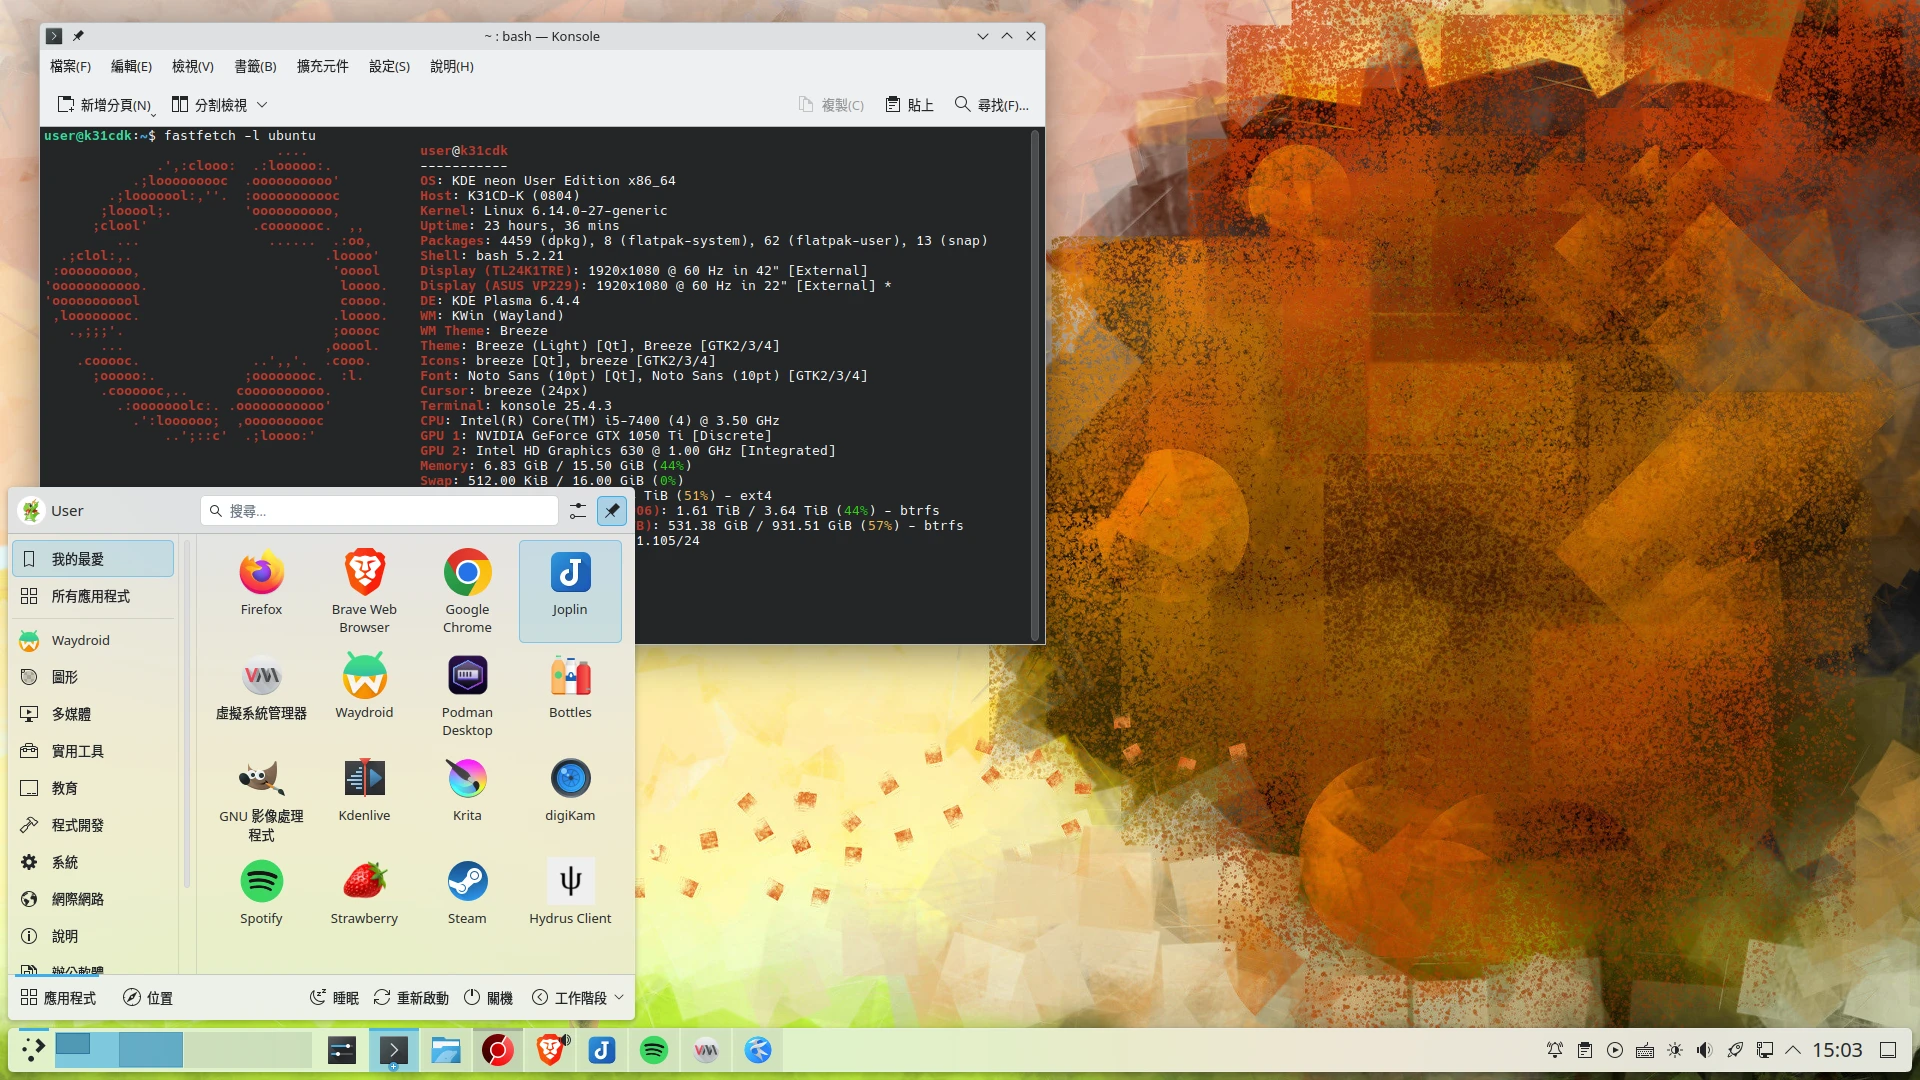 ~ : bash — Konsole
檔案(F) 編輯(E) 檢視(V) 書籤(B) 擴充元件 設定(S) 說明(H)
新增分頁(N) 分割檢視 複製(C) 貼上 尋找(F)...
user@k31cdk:~$ fastfetch -l ubuntu
user@k31cdk
-----------
OS: KDE neon User Edition x86_64
Host: K31CD-K (0804)
Kernel: Linux 6.14.0-27-generic
Uptime: 23 hours, 36 mins
Packages: 4459 (dpkg), 8 (flatpak-system), 62 (flatpak-user), 13 (snap)
Shell: bash 5.2.21
Display (TL24K1TRE): 1920x1080 @ 60 Hz in 42" [External]
Display (ASUS VP229): 1920x1080 @ 60 Hz in 22" [External] *
DE: KDE Plasma 6.4.4
WM: KWin (Wayland)
WM Theme: Breeze
Theme: Breeze (Light) [Qt], Breeze [GTK2/3/4]
Icons: breeze [Qt], breeze [GTK2/3/4]
Font: Noto Sans (10pt) [Qt], Noto Sans (10pt) [GTK2/3/4]
Cursor: breeze (24px)
Terminal: konsole 25.4.3
CPU: Intel(R) Core(TM) i5-7400 (4) @ 3.50 GHz
GPU 1: NVIDIA GeForce GTX 1050 Ti [Discrete]
GPU 2: Intel HD Graphics 630 @ 1.00 GHz [Integrated]
Memory: 6.83 GiB / 15.50 GiB (44%)
Swap: 512.00 KiB / 16.00 GiB (0%)
TiB (51%) - ext4
06): 1.61 TiB / 3.64 TiB (44%) - btrfs
B): 531.38 GiB / 931.51 GiB (57%) - btrfs
1.105/24
User
搜尋...
我的最愛
所有應用程式
Waydroid
圖形
多媒體
實用工具
教育
程式開發
系統
網際網路
說明
辦公軟體
Firefox
Brave Web
Browser
Google
Chrome
Joplin
虛擬系統管理器
Waydroid
Podman
Desktop
Bottles
GNU 影像處理
程式
Kdenlive
Krita
digiKam
Spotify
Strawberry
Steam
Hydrus Client
應用程式 位置 睡眠 重新啟動 關機 工作階段
15:03